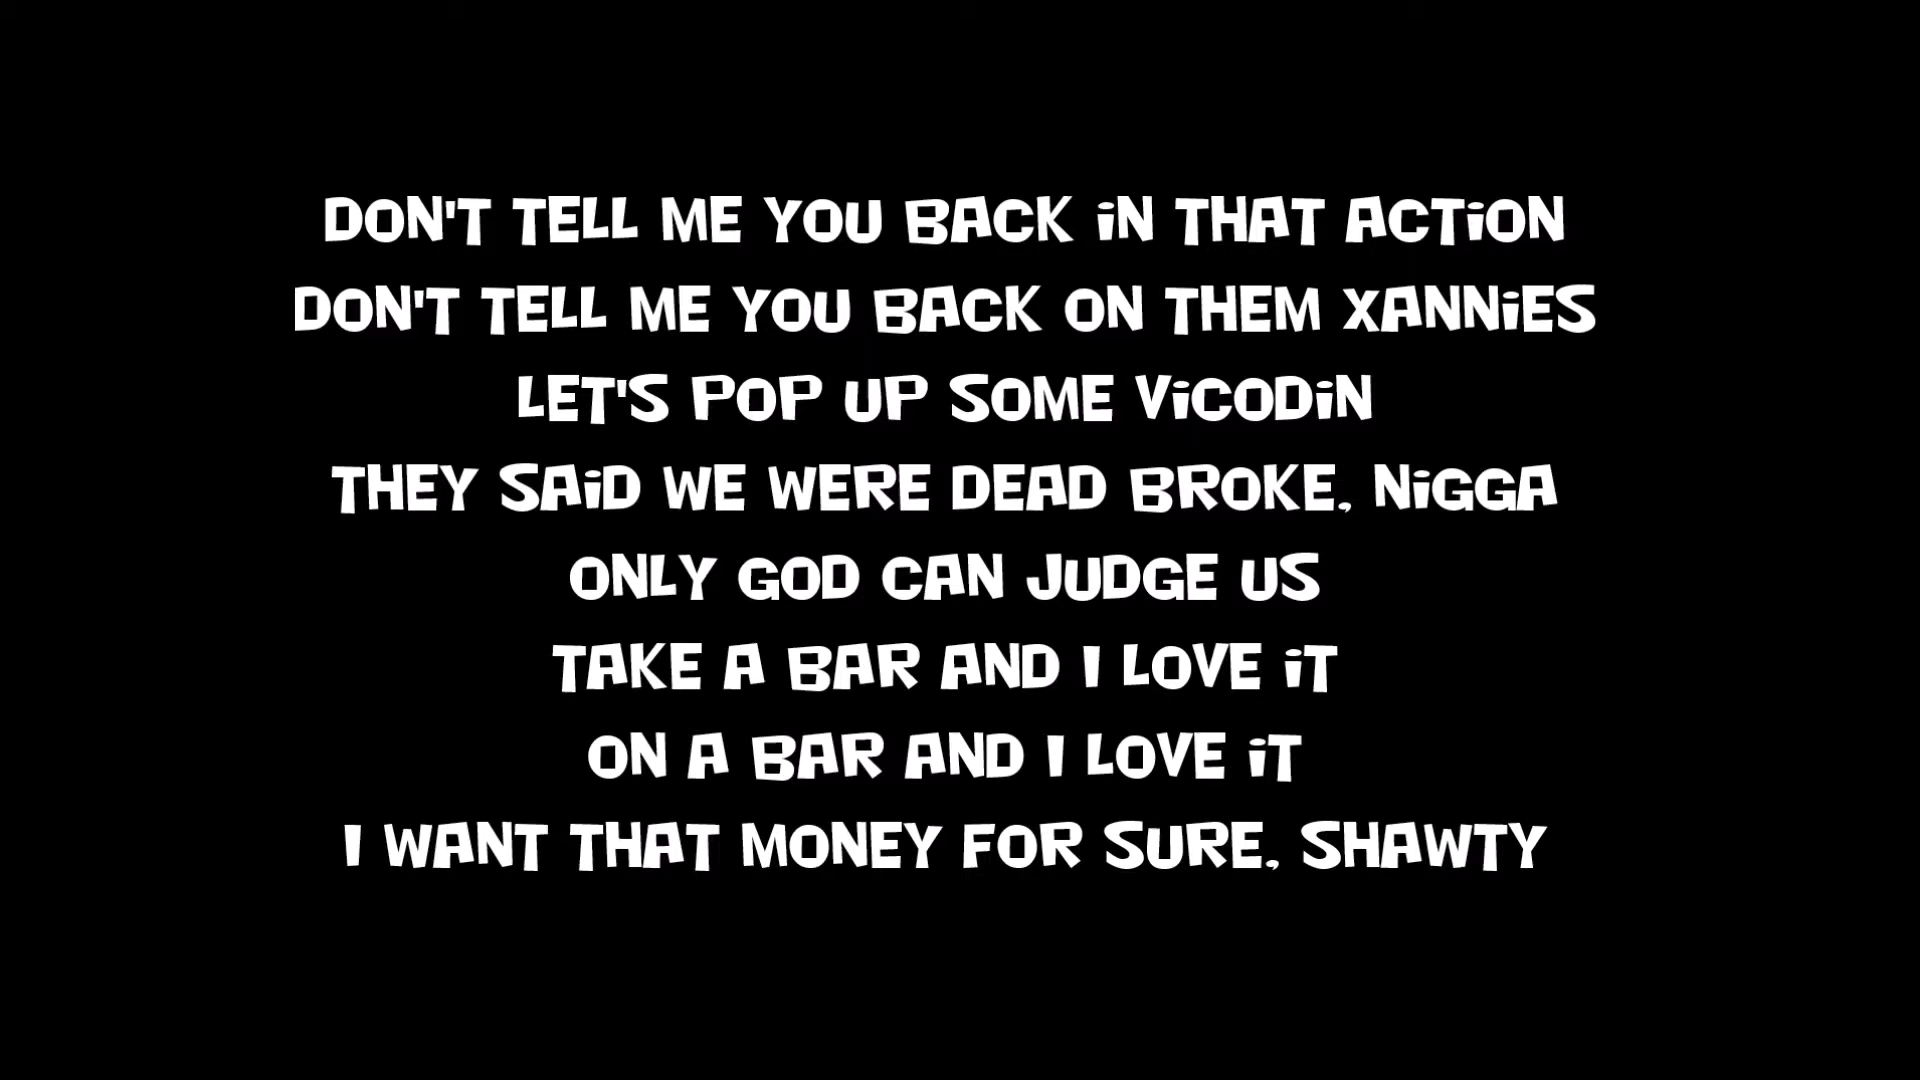 DON'T TELL ME YOU BACK iN THAT ACTiON
DON'T TELL ME YOU BACK ON THEM XANNiES
LET'S POP UP SOME ViCODiN
THEY SAiD WE WERE DEAD BROKE, NiGGA
ONLY GOD CAN JUDGE US
TAKE A BAR AND I LOVE iT
ON A BAR AND I LOVE iT
I WANT THAT MONEY FOR SURE, SHAWTY